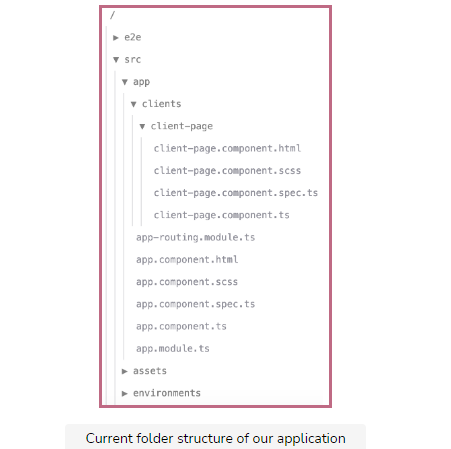 /
▶ e2e
▼ src
▼ app
▼ clients
▼ client-page
client-page.component.html
client-page.component.scss
client-page.component.spec.ts
client-page.component.ts
app-routing.module.ts
app.component.html
app.component.scss
app.component.spec.ts
app.component.ts
app.module.ts
▶ assets
▶ environments
Current folder structure of our application